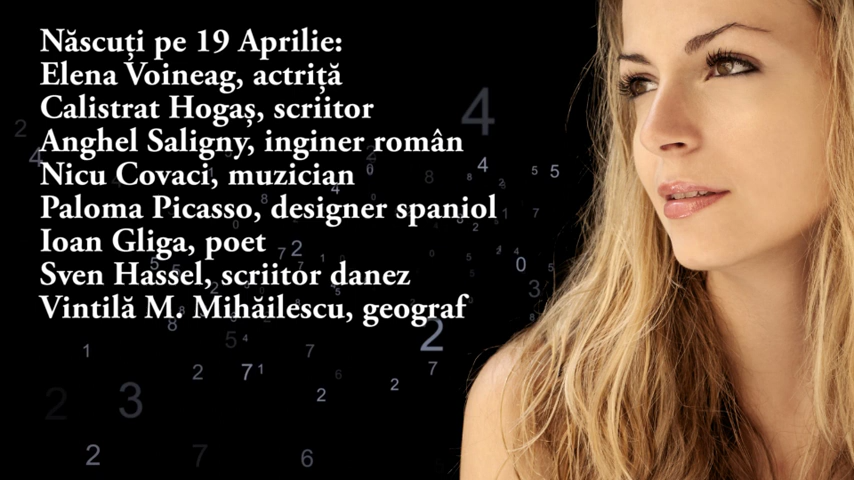 Născuți pe 19 Aprilie:
Elena Voineag, actriță
Calistrat Hogaș, scriitor
Anghel Saligny, inginer român
Nicu Covaci, muzician
Paloma Picasso, designer spaniol
Ioan Gliga, poet
Sven Hassel, scriitor danez
Vintilă M. Mihăilescu, geograf